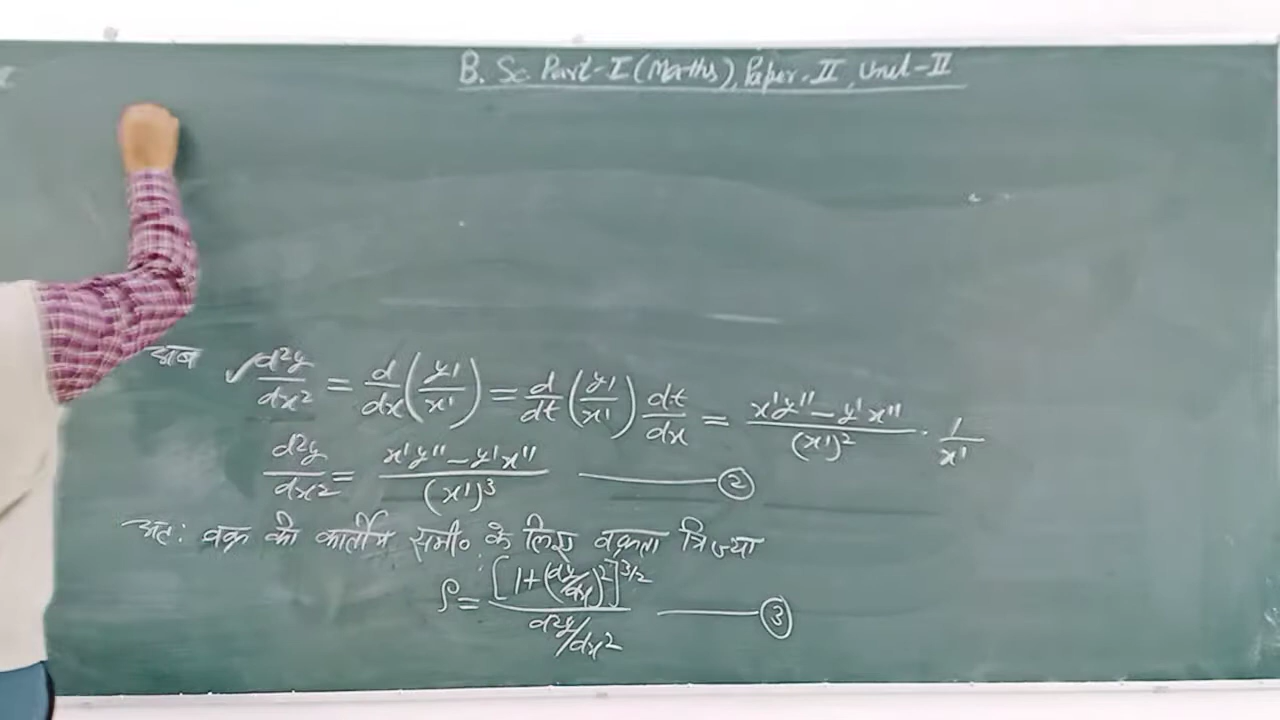 B. Sc. Part-I (Maths), Paper-II, Unit-II
अब ✓ d²y/dx² = d/dx (y'/x') = d/dt (y'/x') dt/dx = (x'y'' - y'x'')/(x')² · 1/x'
d²y/dx² = (x'y'' - y'x'')/(x')³ —— ②
अतः वक्र की कार्तीय समी० के लिए वक्रता त्रिज्या
ρ = [1+(dy/dx)²]^3/2 / d²y/dx² —— ③